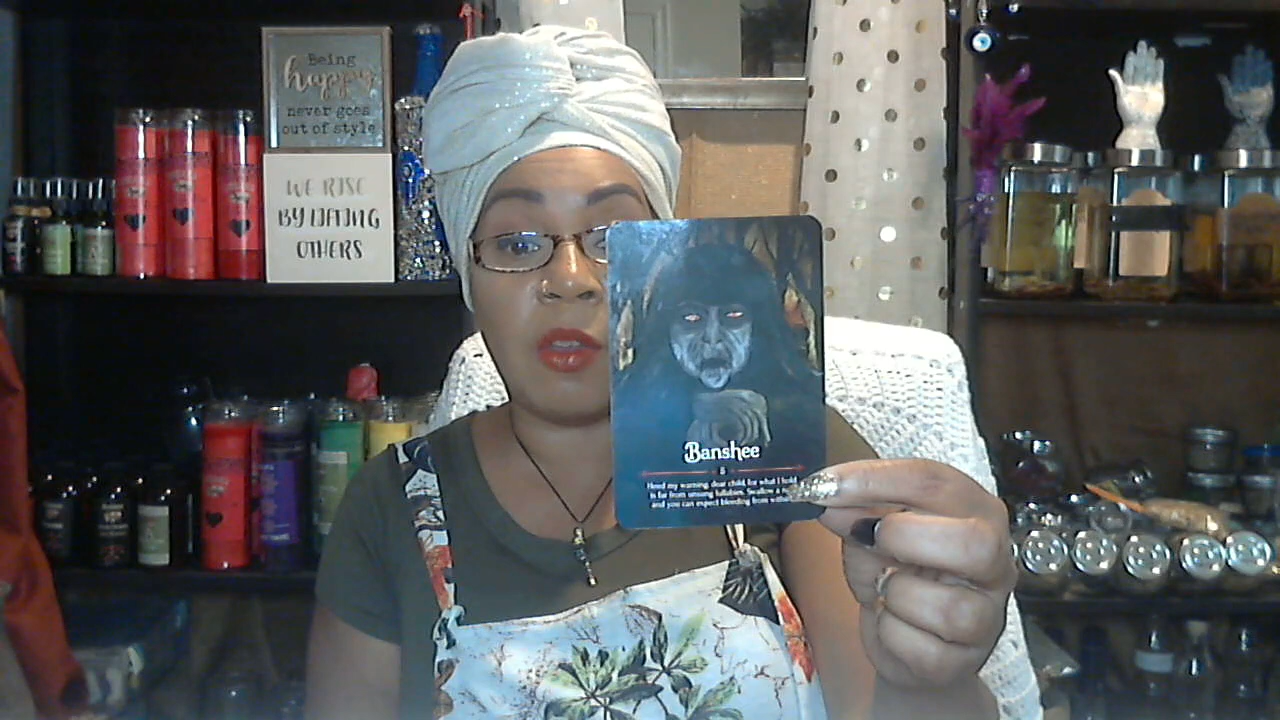 Being
happy
never goes
out of style
WE RISE
BY LIFTING
OTHERS
Banshee
Heed my warning, dear child, for what I hold
is far from unsung lullabies. Swallow a
and you can expect bleeding from